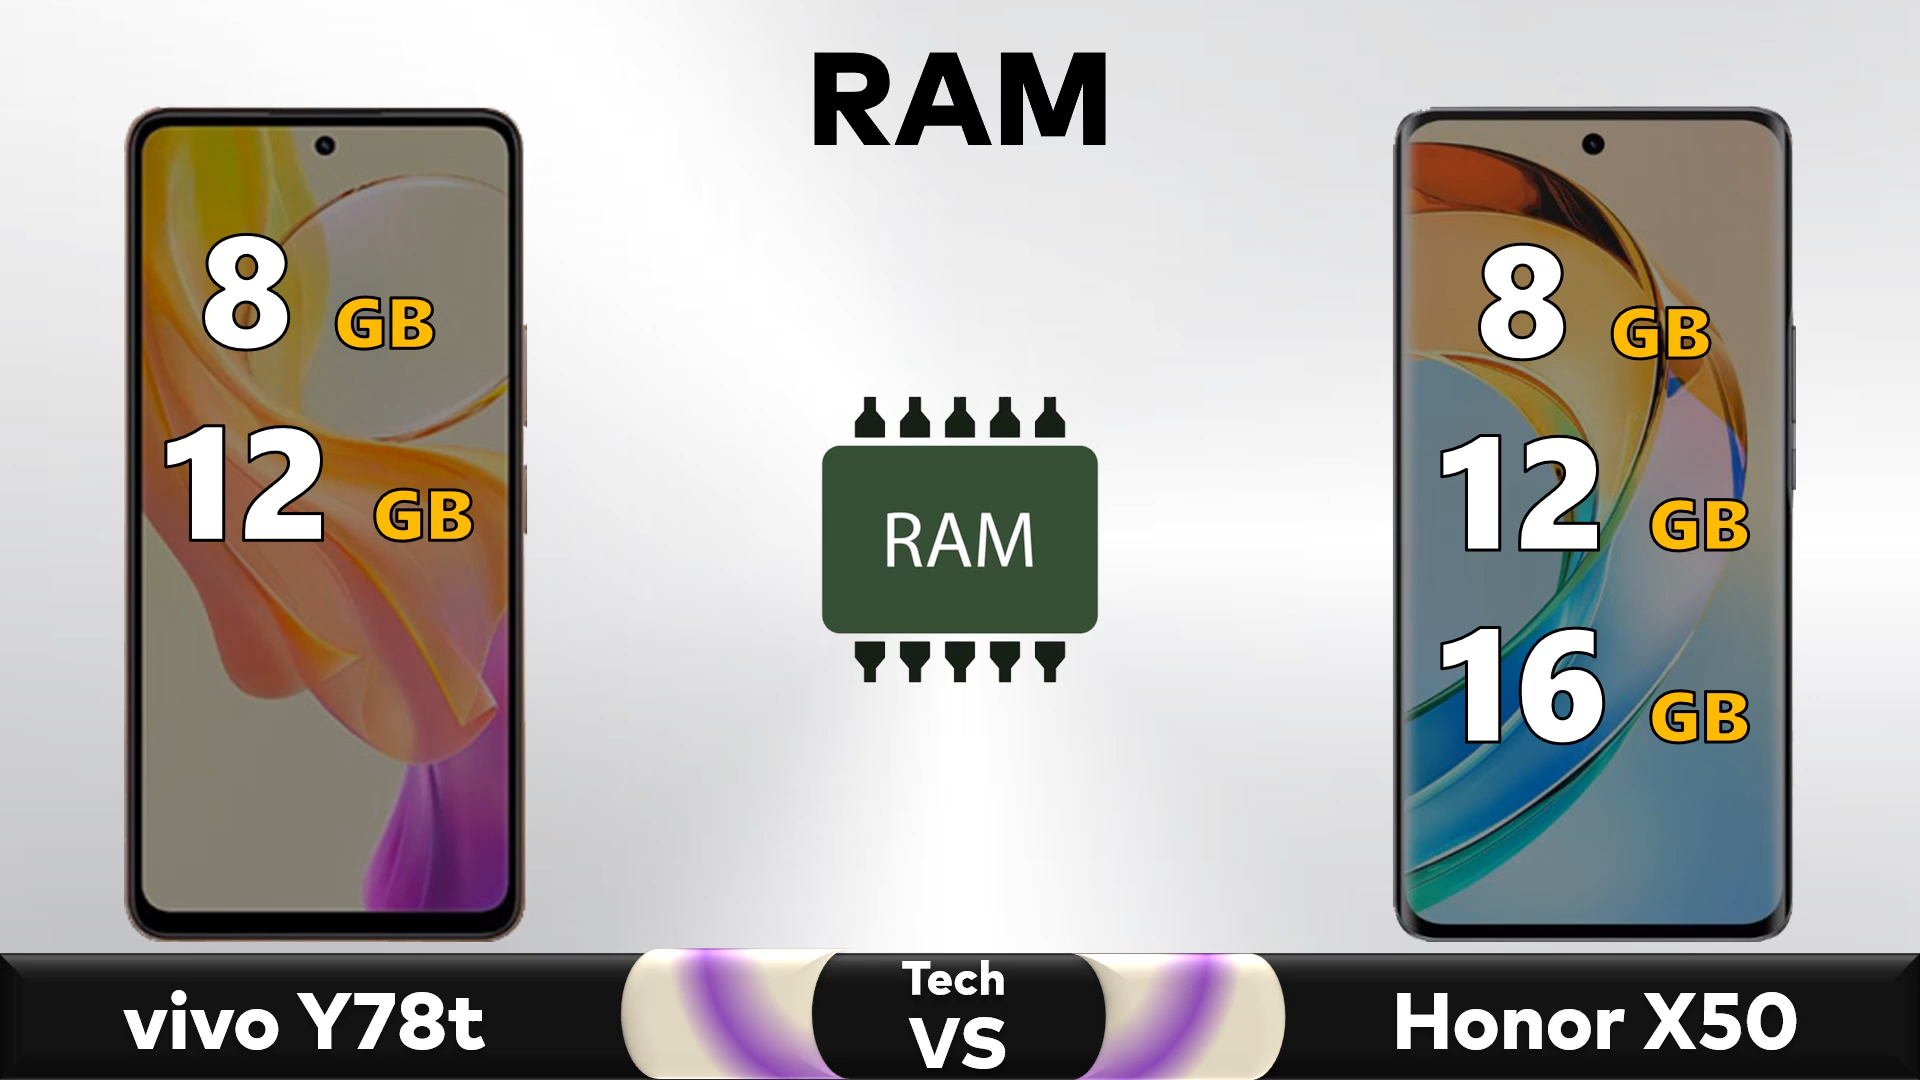 RAM
8 GB
12 GB
RAM
8 GB
12 GB
16 GB
vivo Y78t
Tech
VS
Honor X50